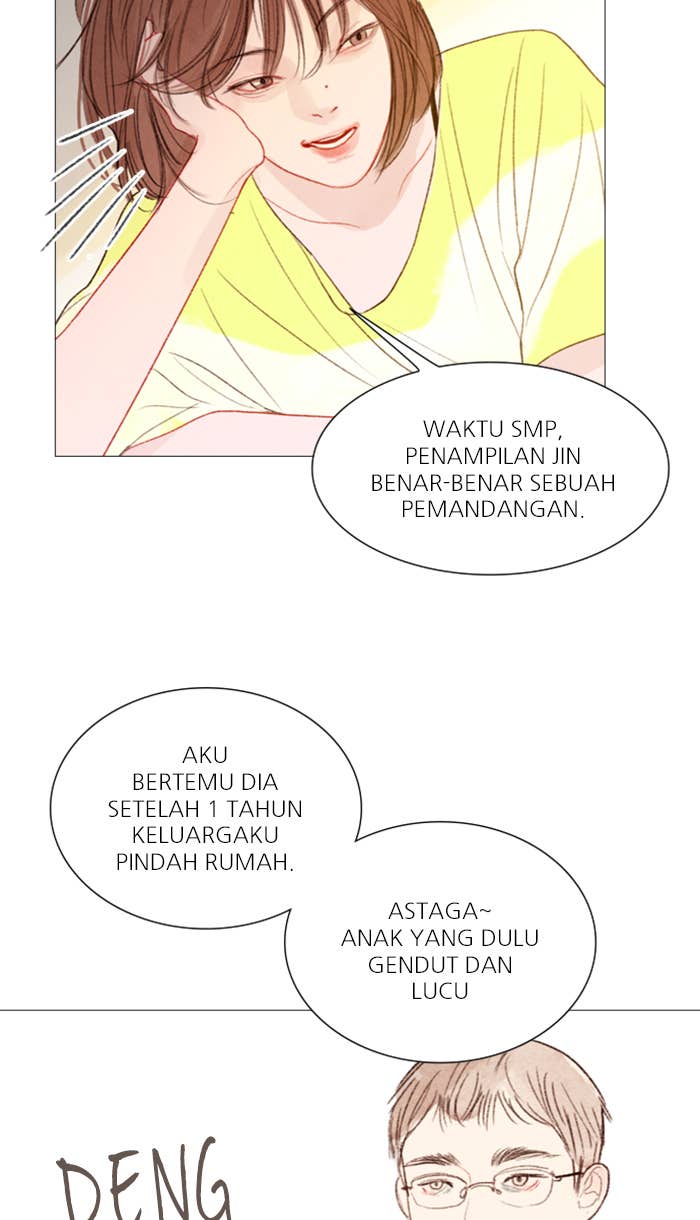 WAKTU SMP,
PENAMPILAN JIN
BENAR-BENAR SEBUAH
PEMANDANGAN.
AKU
BERTEMU DIA
SETELAH 1 TAHUN
KELUARGAKU
PINDAH RUMAH.
ASTAGA~
ANAK YANG DULU
GENDUT DAN
LUCU
DENG